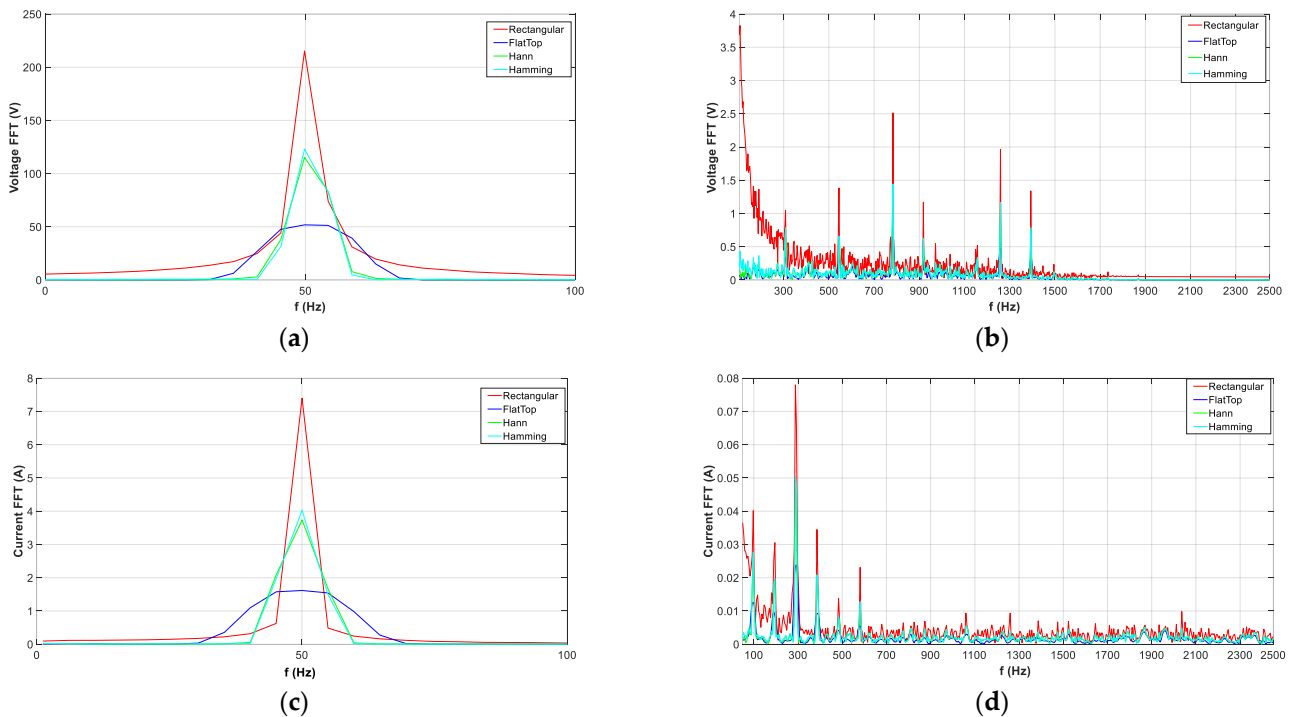 250
200
150
100
50
0
Voltage FFT (V)
Rectangular
FlatTop
Hann
Hamming
0 50 100
f (Hz)
(a)
4
3.5
3
2.5
2
1.5
1
0.5
0
Voltage FFT (V)
Rectangular
FlatTop
Hann
Hamming
300 500 700 900 1100 1300 1500 1700 1900 2100 2300 2500
f (Hz)
(b)
8
7
6
5
4
3
2
1
0
Current FFT (A)
Rectangular
FlatTop
Hann
Hamming
0 50 100
f (Hz)
(c)
0.08
0.07
0.06
0.05
0.04
0.03
0.02
0.01
0
Current FFT (A)
Rectangular
FlatTop
Hann
Hamming
100 300 500 700 900 1100 1300 1500 1700 1900 2100 2300 2500
f (Hz)
(d)